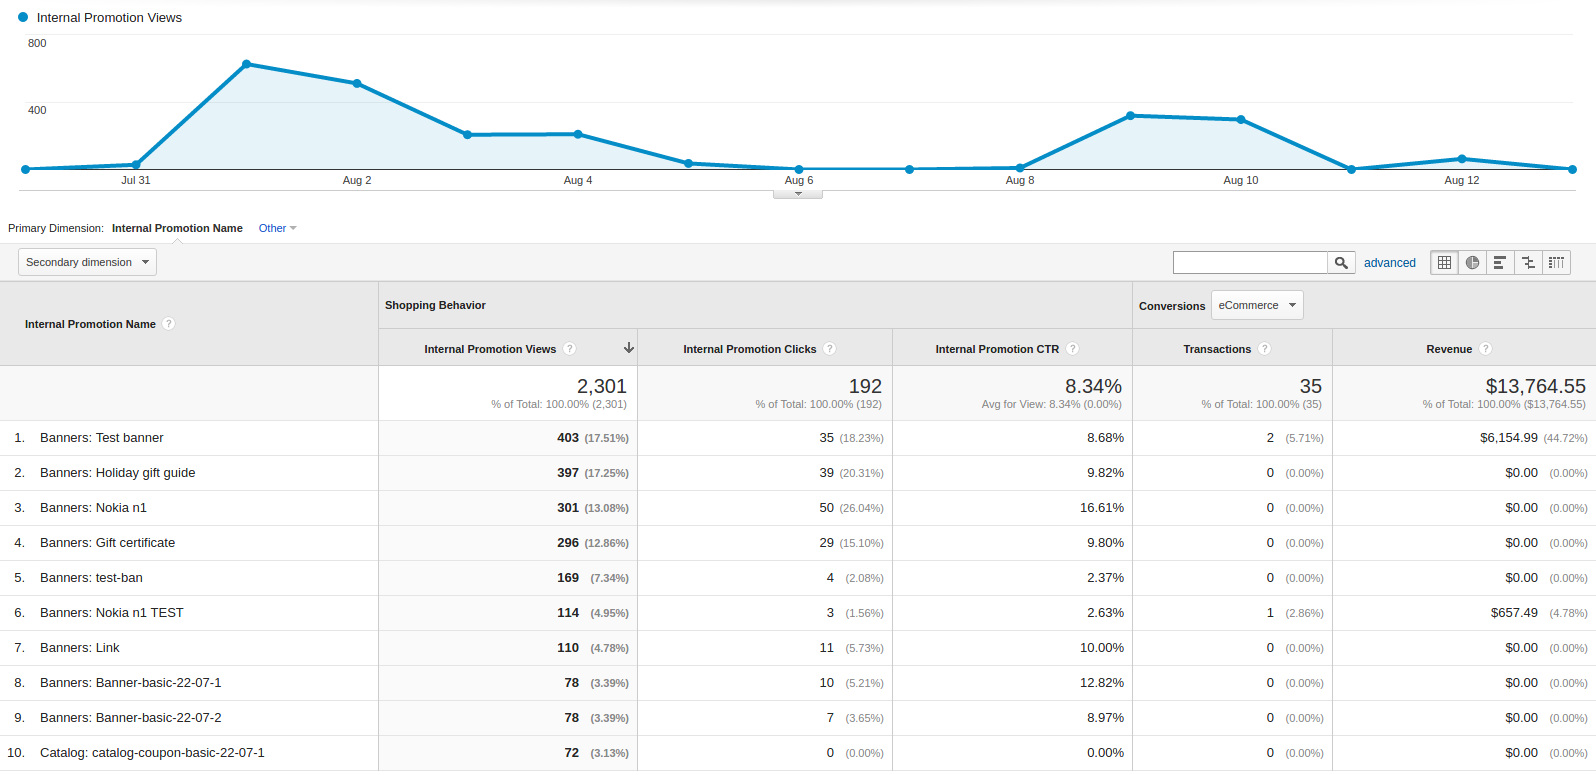 Internal Promotion Views
800
400
Jul 31 Aug 2 Aug 4 Aug 6 Aug 8 Aug 10 Aug 12
Primary Dimension: Internal Promotion Name Other
Secondary dimension advanced
Shopping Behavior Conversions eCommerce
Internal Promotion Name ?
Internal Promotion Views ? Internal Promotion Clicks ? Internal Promotion CTR ? Transactions ? Revenue ?
2,301 192 8.34% 35 $13,764.55
% of Total: 100.00% (2,301) % of Total: 100.00% (192) Avg for View: 8.34% (0.00%) % of Total: 100.00% (35) % of Total: 100.00% ($13,764.55)
1. Banners: Test banner 403 (17.51%) 35 (18.23%) 8.68% 2 (5.71%) $6,154.99 (44.72%)
2. Banners: Holiday gift guide 397 (17.25%) 39 (20.31%) 9.82% 0 (0.00%) $0.00 (0.00%)
3. Banners: Nokia n1 301 (13.08%) 50 (26.04%) 16.61% 0 (0.00%) $0.00 (0.00%)
4. Banners: Gift certificate 296 (12.86%) 29 (15.10%) 9.80% 0 (0.00%) $0.00 (0.00%)
5. Banners: test-ban 169 (7.34%) 4 (2.08%) 2.37% 0 (0.00%) $0.00 (0.00%)
6. Banners: Nokia n1 TEST 114 (4.95%) 3 (1.56%) 2.63% 1 (2.86%) $657.49 (4.78%)
7. Banners: Link 110 (4.78%) 11 (5.73%) 10.00% 0 (0.00%) $0.00 (0.00%)
8. Banners: Banner-basic-22-07-1 78 (3.39%) 10 (5.21%) 12.82% 0 (0.00%) $0.00 (0.00%)
9. Banners: Banner-basic-22-07-2 78 (3.39%) 7 (3.65%) 8.97% 0 (0.00%) $0.00 (0.00%)
10. Catalog: catalog-coupon-basic-22-07-1 72 (3.13%) 0 (0.00%) 0.00% 0 (0.00%) $0.00 (0.00%)